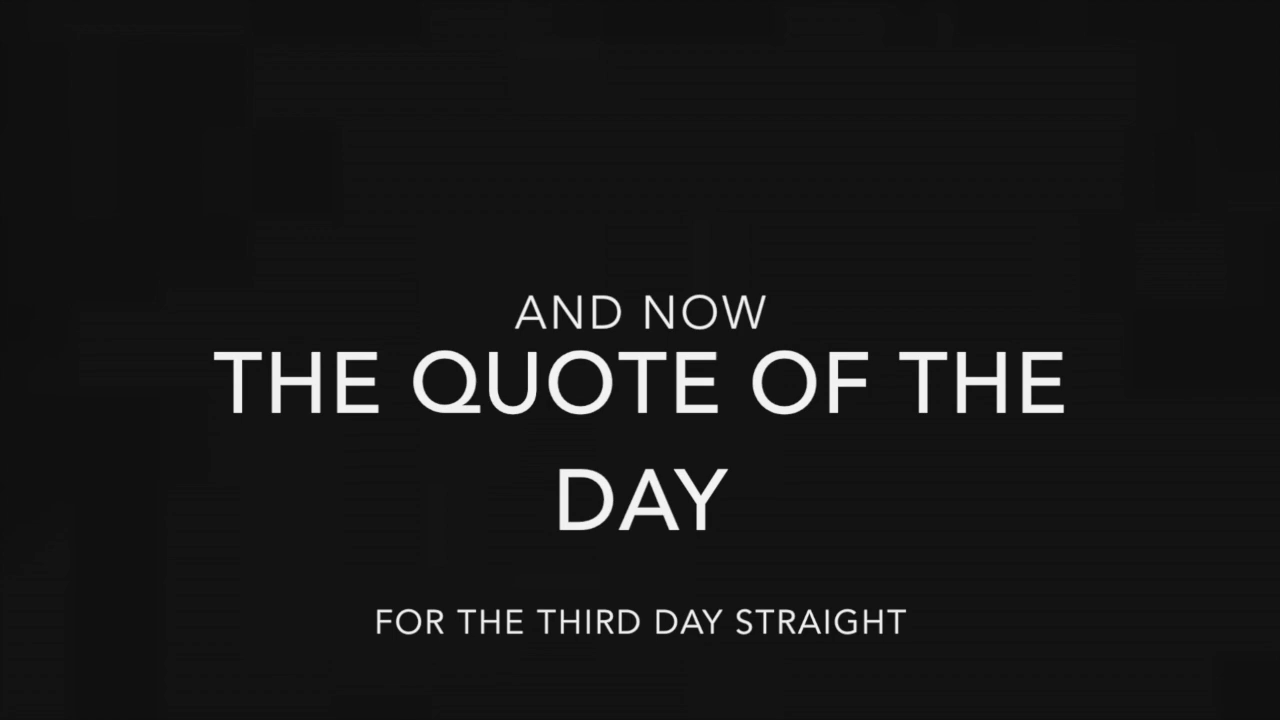 AND NOW
THE QUOTE OF THE
DAY
FOR THE THIRD DAY STRAIGHT